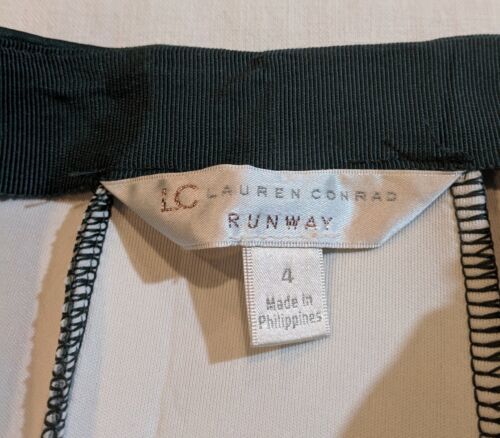 LC LAUREN CONRAD
RUNWAY
4
Made in
Philippines